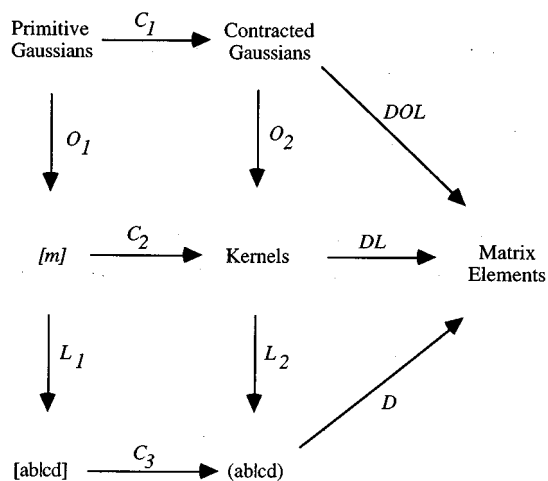 Primitive
Gaussians
C1
Contracted
Gaussians
O1
O2
DOL
[m]
C2
Kernels
DL
Matrix
Elements
L1
L2
D
[ab|cd]
C3
(ab|cd)